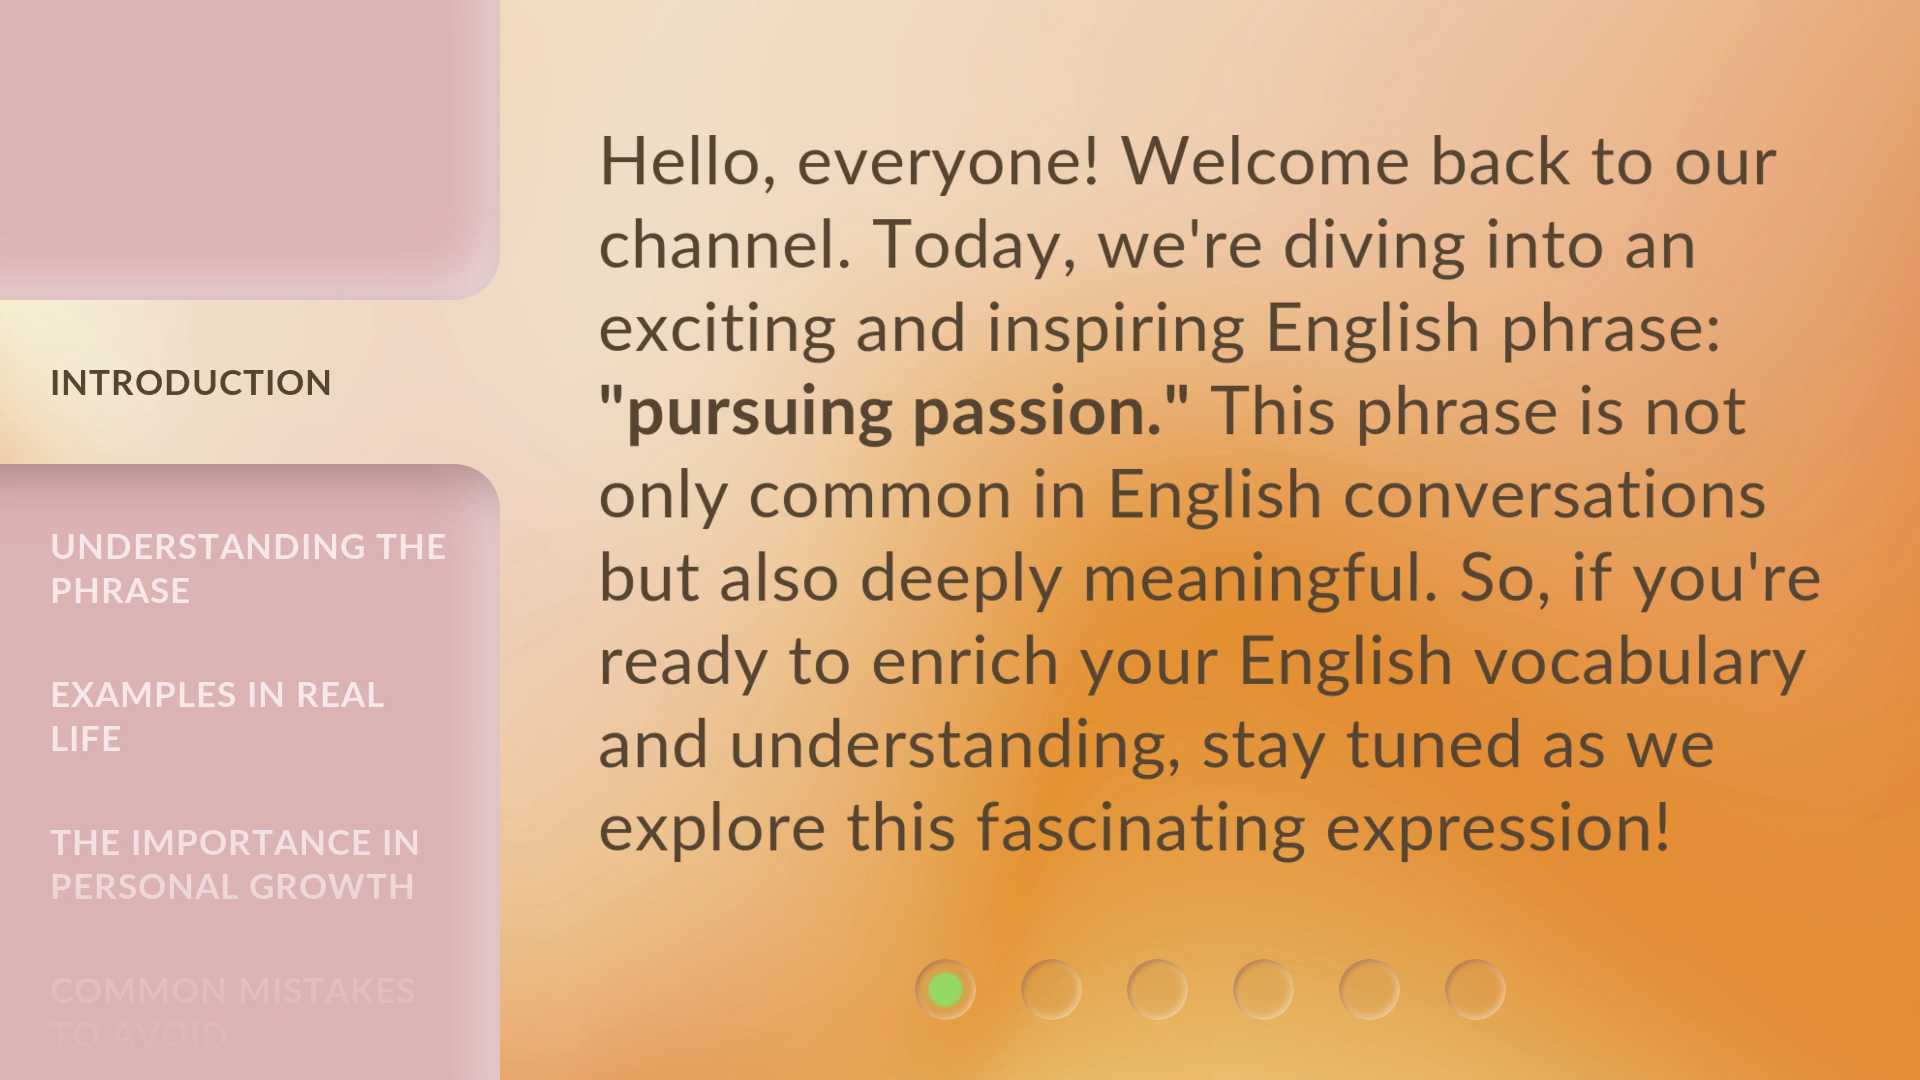 INTRODUCTION
UNDERSTANDING THE
PHRASE
EXAMPLES IN REAL
LIFE
THE IMPORTANCE IN
PERSONAL GROWTH
COMMON MISTAKES
TO AVOID
Hello, everyone! Welcome back to our
channel. Today, we're diving into an
exciting and inspiring English phrase:
"pursuing passion." This phrase is not
only common in English conversations
but also deeply meaningful. So, if you're
ready to enrich your English vocabulary
and understanding, stay tuned as we
explore this fascinating expression!